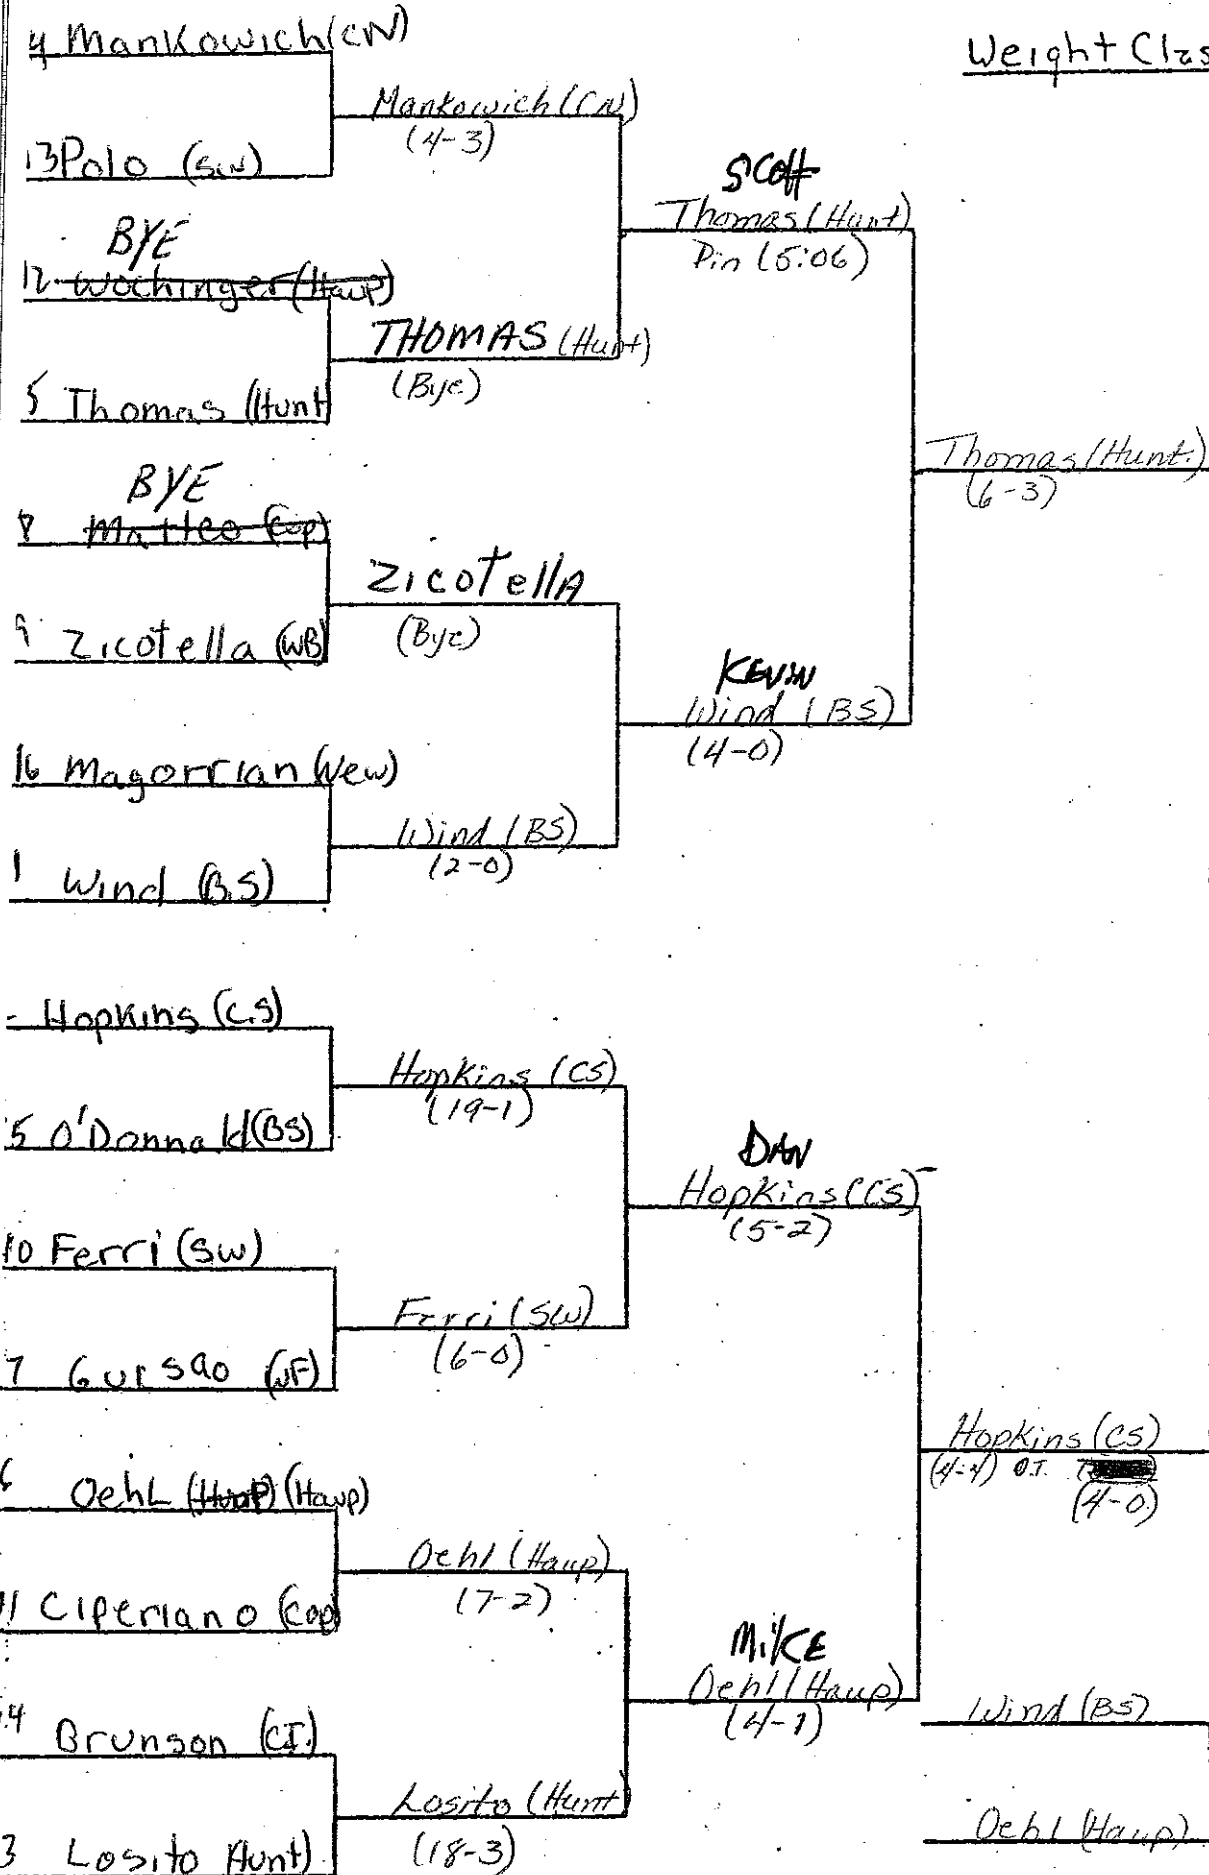 4 Mankowich (CN)
13 Polo (SW)
BYE
12 Wochinger (Haup)
5 Thomas (Hunt
BYE
8 Matteo (Cop)
9 Zicotella (WB)
16 Magorrian (New)
1 Wind (B.S)
- Hopkins (C.S)
5 O'Donnald (BS)
10 Ferri (SW)
7 Gursao (WF)
6 Oehl (Haup)
11 Ciperiano (Cop)
14 Brunson (CI.)
3 Losito Hunt)
Mankowich (CN)
(4-3)
THOMAS (Hunt)
(Bye)
Zicotella
(Bye)
Wind (BS)
(2-0)
Hopkins (CS)
(19-1)
Ferri (SW)
(6-0)
Oehl (Haup)
(7-2)
Losito (Hunt)
(18-3)
SCOTT
Thomas (Hunt)
Pin (5:06)
KEVIN
Wind (BS)
(4-0)
DAN
Hopkins (CS)
(5-2)
MIKE
Oehl (Haup)
(4-1)
Weight Clas
Thomas (Hunt.)
(6-3)
Hopkins (CS)
(4-4) O.T.
(4-0)
Wind (BS)
Oehl (Haup)